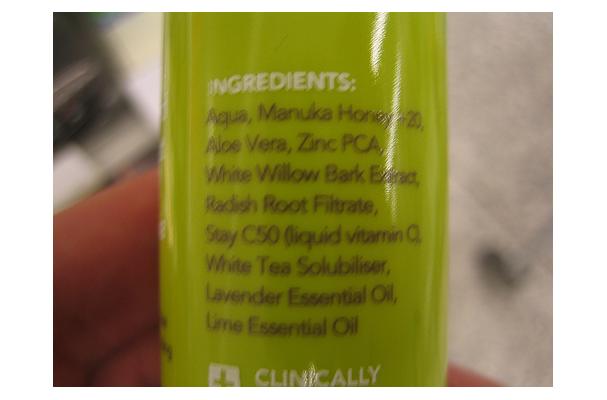 INGREDIENTS:
Aqua, Manuka Honey +20,
Aloe Vera, Zinc PCA,
White Willow Bark Extract,
Radish Root Filtrate,
Stay C50 (liquid vitamin C),
White Tea Solubiliser,
Lavender Essential Oil,
Lime Essential Oil
CLINICALLY